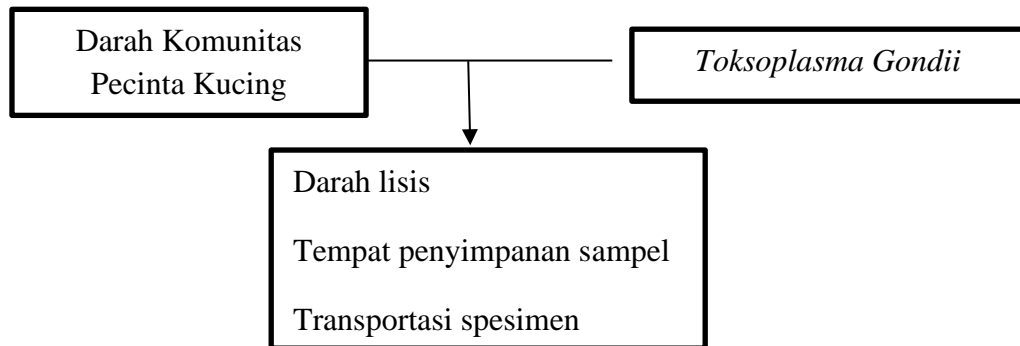 Darah Komunitas
Pecinta Kucing
Toksoplasma Gondii
Darah lisis
Tempat penyimpanan sampel
Transportasi spesimen